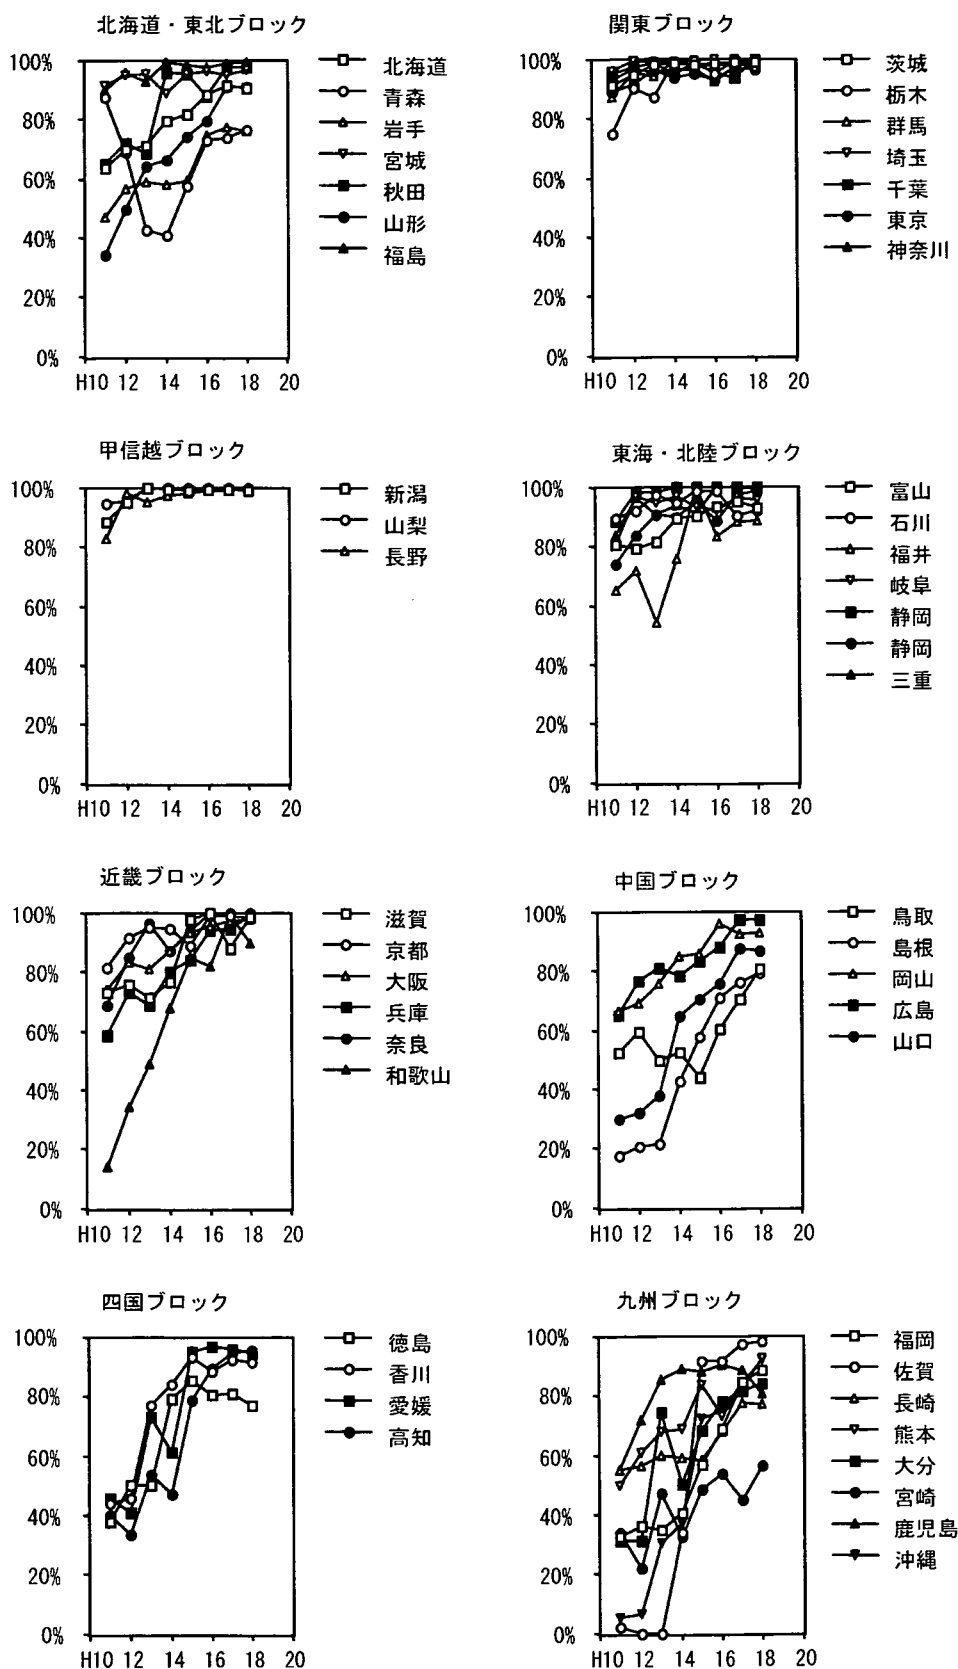 北海道・東北ブロック
100%
80%
60%
40%
20%
0%
H10 12 14 16 18 20
北海道
青森
岩手
宮城
秋田
山形
福島
関東ブロック
100%
80%
60%
40%
20%
0%
H10 12 14 16 18 20
茨城
栃木
群馬
埼玉
千葉
東京
神奈川
甲信越ブロック
100%
80%
60%
40%
20%
0%
H10 12 14 16 18 20
新潟
山梨
長野
東海・北陸ブロック
100%
80%
60%
40%
20%
0%
H10 12 14 16 18 20
富山
石川
福井
岐阜
静岡
静岡
三重
近畿ブロック
100%
80%
60%
40%
20%
0%
H10 12 14 16 18 20
滋賀
京都
大阪
兵庫
奈良
和歌山
中国ブロック
100%
80%
60%
40%
20%
0%
H10 12 14 16 18 20
鳥取
島根
岡山
広島
山口
四国ブロック
100%
80%
60%
40%
20%
0%
H10 12 14 16 18 20
徳島
香川
愛媛
高知
九州ブロック
100%
80%
60%
40%
20%
0%
H10 12 14 16 18 20
福岡
佐賀
長崎
熊本
大分
宮崎
鹿児島
沖縄